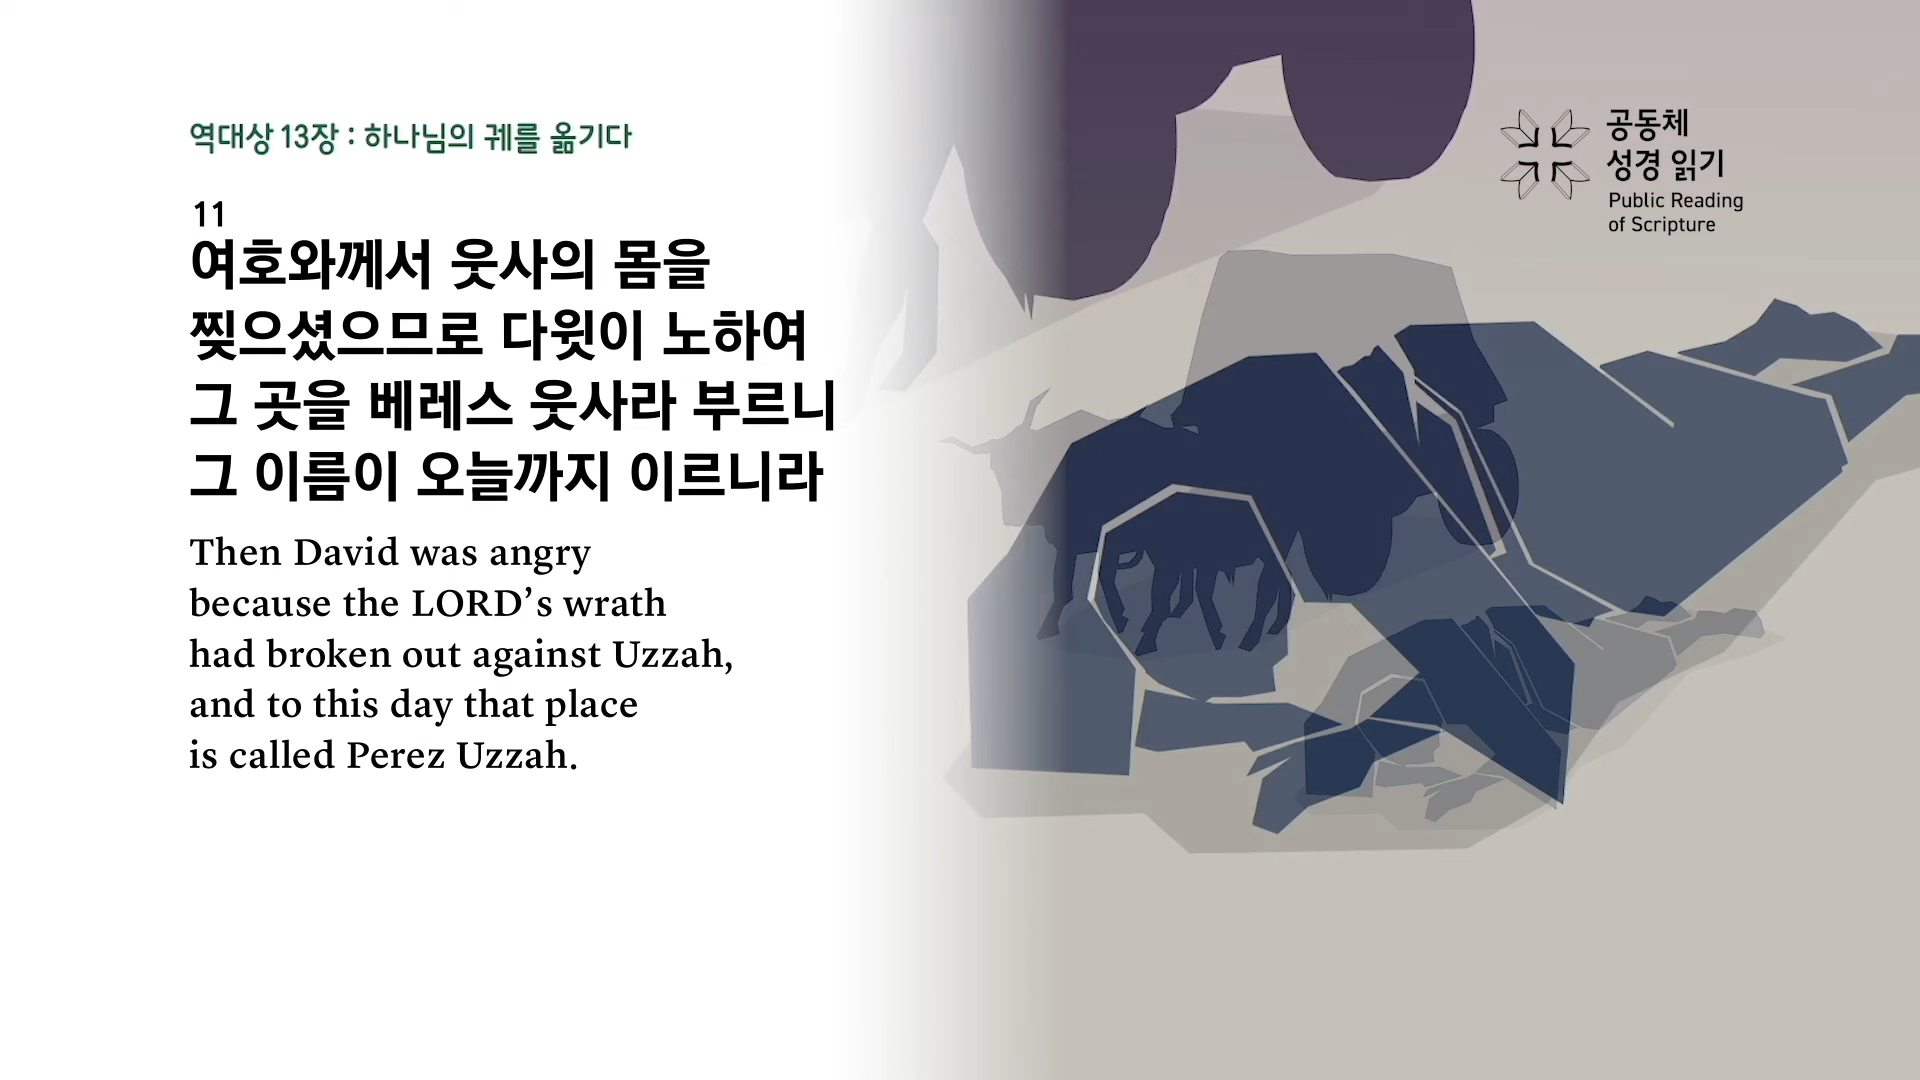 역대상 13장 : 하나님의 궤를 옮기다
11
여호와께서 웃사의 몸을
찢으셨으므로 다윗이 노하여
그 곳을 베레스 웃사라 부르니
그 이름이 오늘까지 이르니라
Then David was angry
because the LORD’s wrath
had broken out against Uzzah,
and to this day that place
is called Perez Uzzah.
공동체
성경 읽기
Public Reading
of Scripture